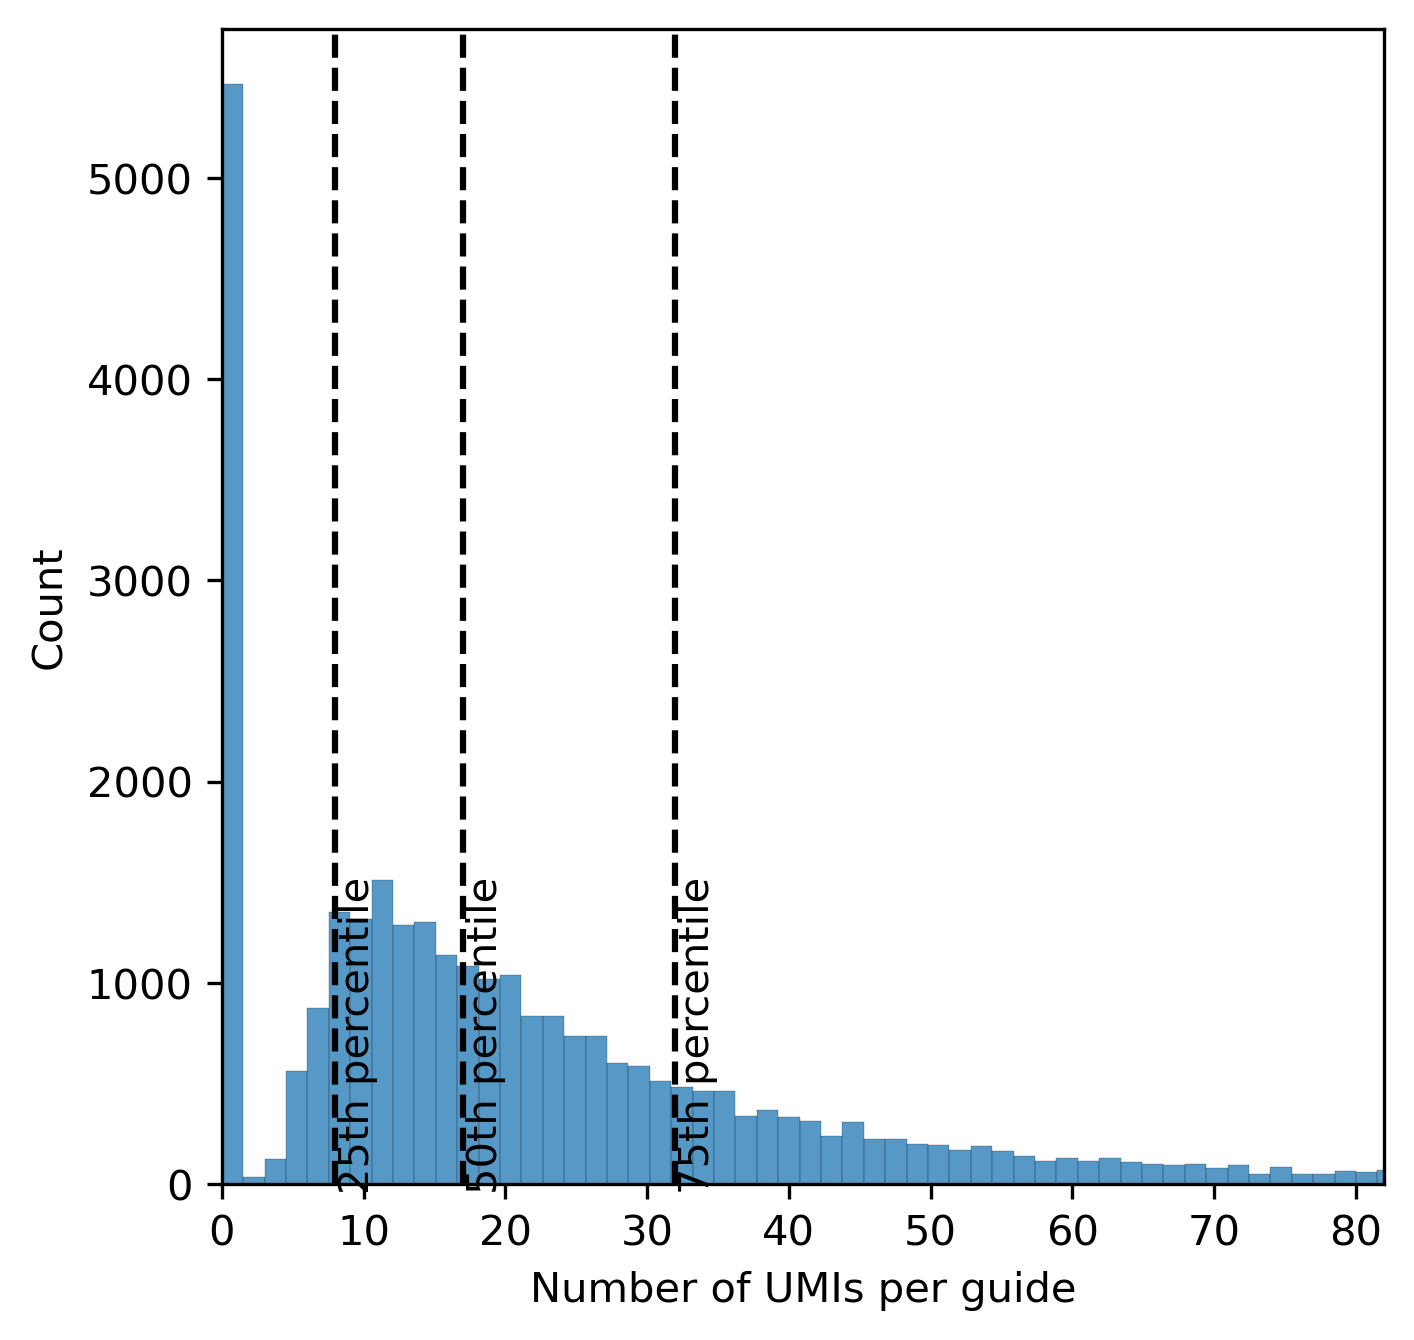 5000
4000
3000
2000
1000
0
Count
25th percentile
50th percentile
75th percentile
0 10 20 30 40 50 60 70 80
Number of UMIs per guide